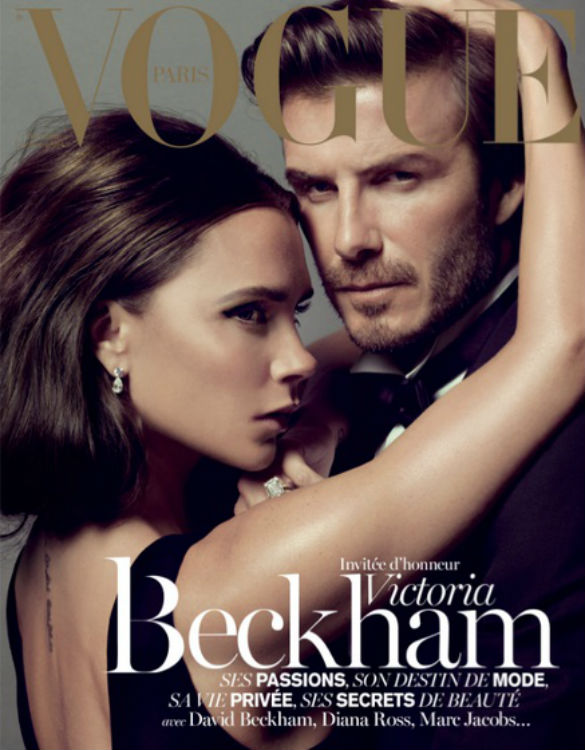 VOGUE
PARIS
Invitée d'honneur
Victoria
Beckham
SES PASSIONS, SON DESTIN DE MODE,
SA VIE PRIVÉE, SES SECRETS DE BEAUTÉ
avec David Beckham, Diana Ross, Marc Jacobs...